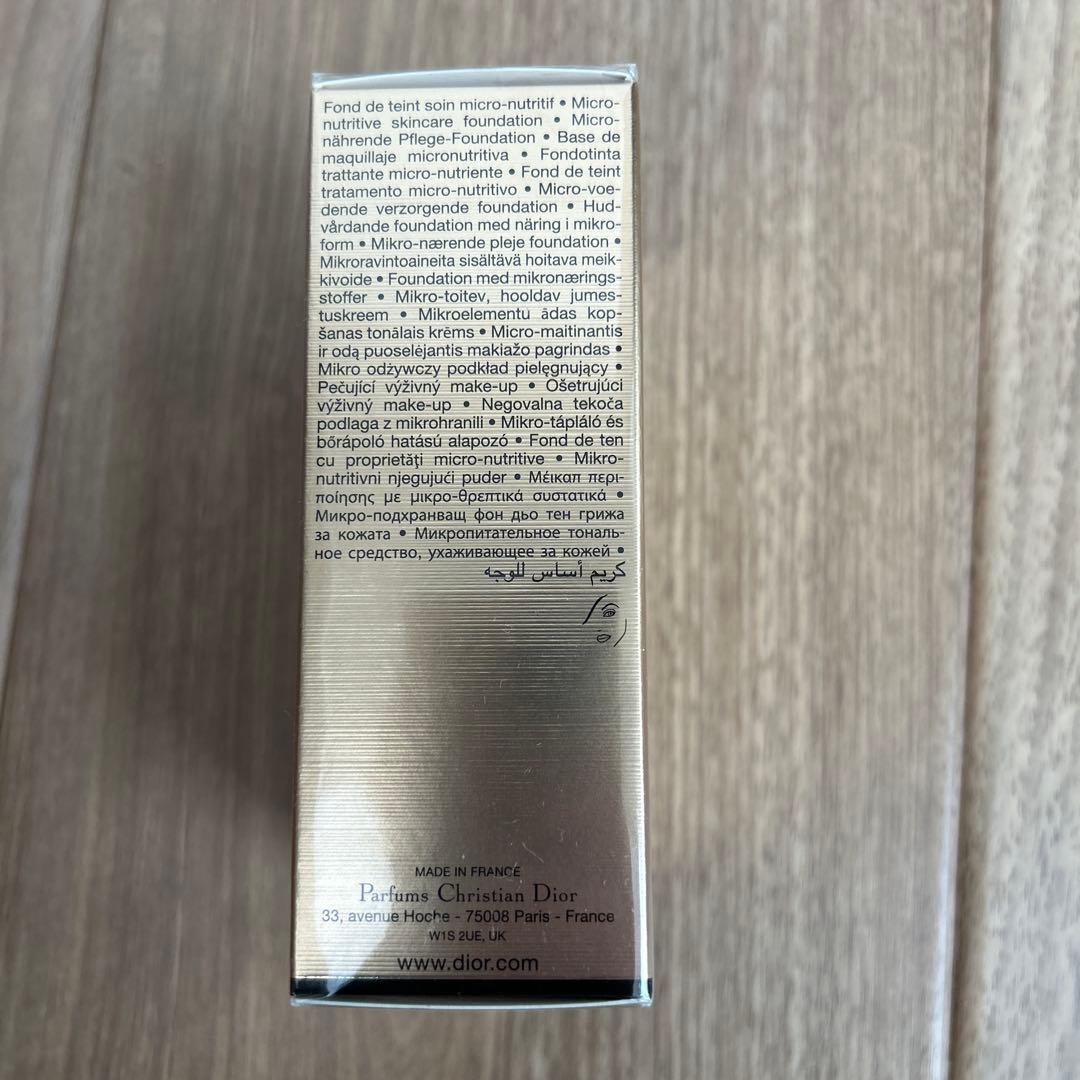 Fond de teint soin micro-nutritif • Micro-
nutritive skincare foundation • Micro-
nährende Pflege-Foundation • Base de
maquillaje micronutritiva • Fondotinta
trattante micro-nutriente • Fond de teint
tratamento micro-nutritivo • Micro-voe-
dende verzorgende foundation • Hud-
vårdande foundation med näring i mikro-
form • Mikro-nærende pleje foundation •
Mikroravintoaineita sisältävä hoitava meik-
kivoide • Foundation med mikronærings-
stoffer • Mikro-toitev, hooldav jumes-
tuskreem • Mikroelementu ādas kop-
šanas tonālais krēms • Micro-maitinantis
ir odą puoselėjantis makiažo pagrindas •
Mikro odżywczy podkład pielęgnujący •
Pečující výživný make-up • Ošetrujúci
výživný make-up • Negovalna tekoča
podlaga z mikrohranili • Mikro-tápláló és
bőrápoló hatású alapozó • Fond de ten
cu proprietăţi micro-nutritive • Mikro-
nutritivni njegujući puder • Μέικαπ περι-
ποίησης με μικρο-θρεπτικά συστατικά •
Микро-подхранващ фон дьо тен грижа
за кожата • Микропитательное тональ-
ное средство, ухаживающее за кожей •
كريم أساس للوجه
MADE IN FRANCE
Parfums Christian Dior
33, avenue Hoche - 75008 Paris - France
W1S 2UE, UK
www.dior.com